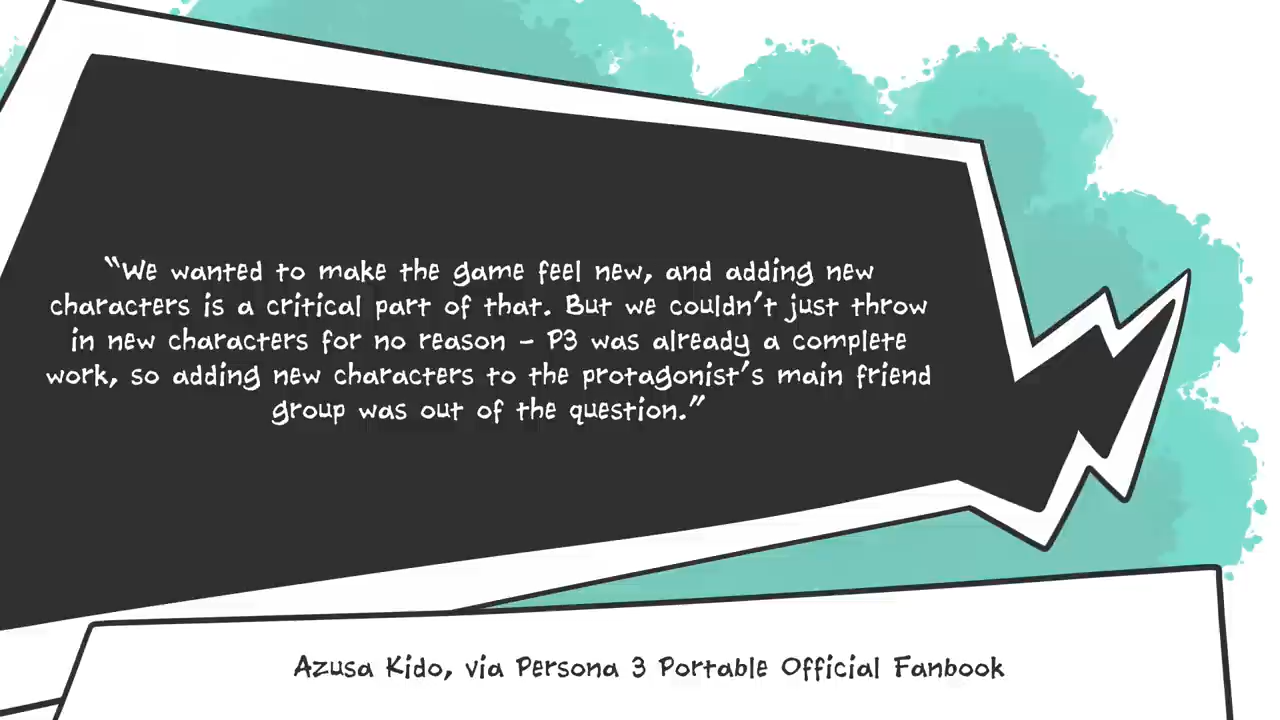 “We wanted to make the game feel new, and adding new
characters is a critical part of that. But we couldn’t just throw
in new characters for no reason – P3 was already a complete
work, so adding new characters to the protagonist’s main friend
group was out of the question.”
Azusa Kido, via Persona 3 Portable Official Fanbook